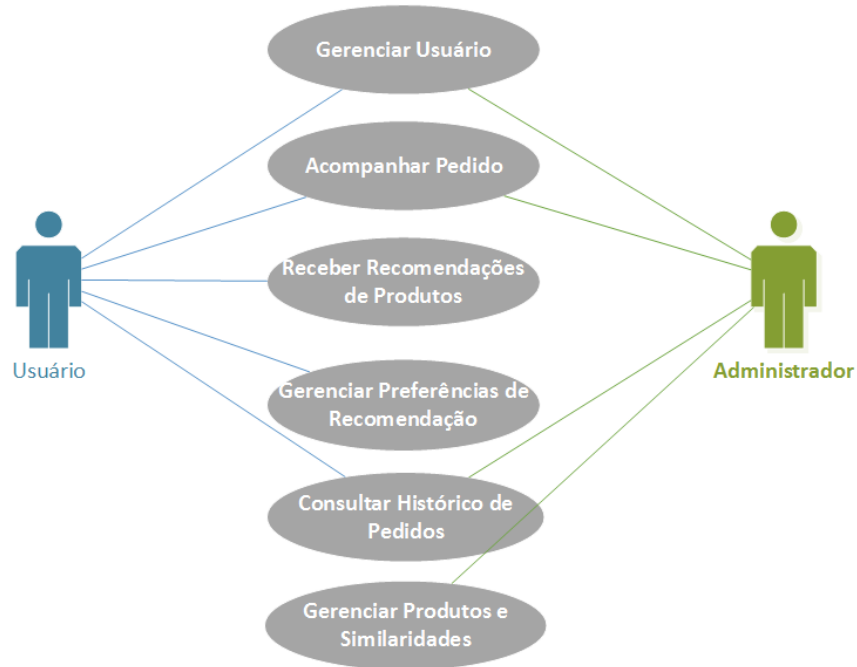 Gerenciar Usuário
Acompanhar Pedido
Receber Recomendações
de Produtos
Usuário
Administrador
Gerenciar Preferências de
Recomendação
Consultar Histórico de
Pedidos
Gerenciar Produtos e
Similaridades